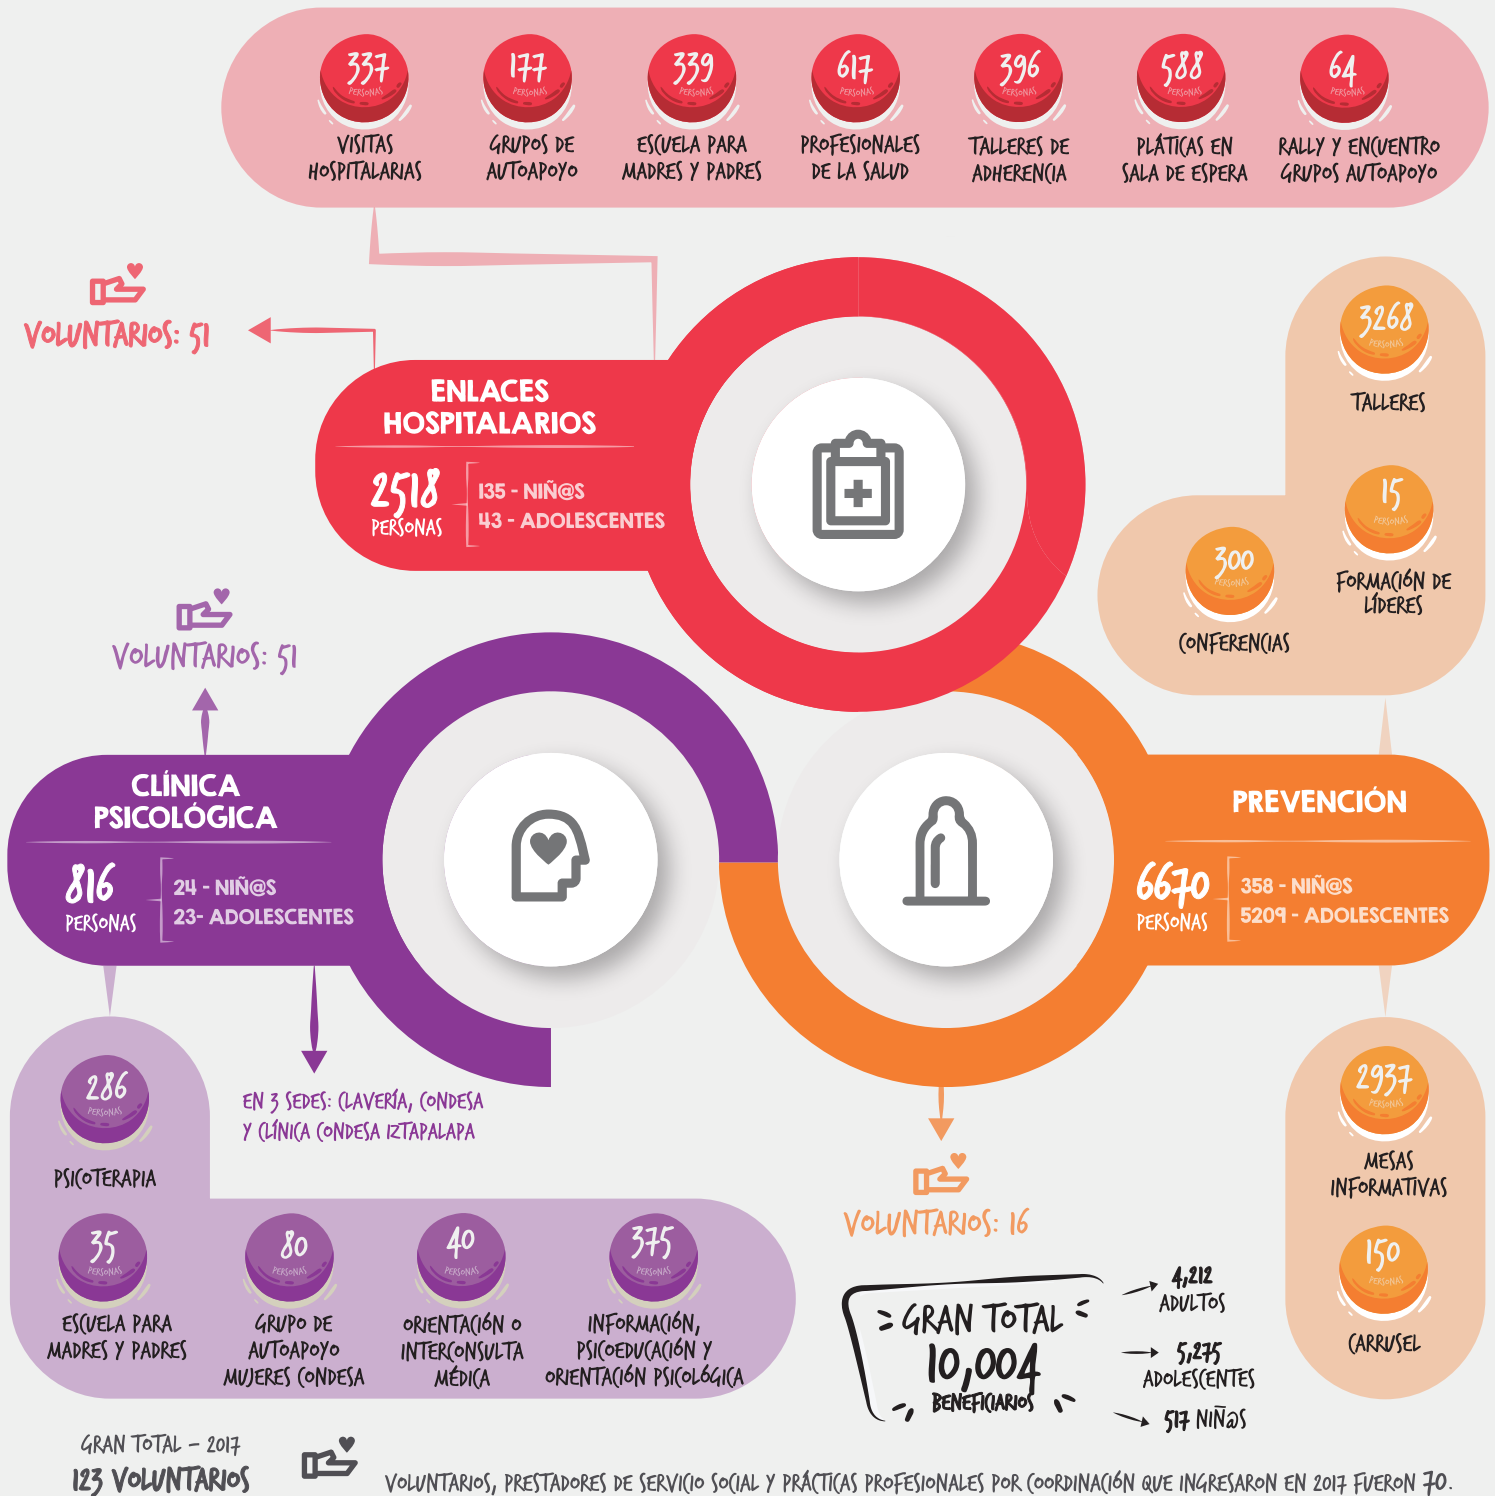 337
PERSONAS
VISITAS
HOSPITALARIAS
177
PERSONAS
GRUPOS DE
AUTOAPOYO
339
PERSONAS
ESCUELA PARA
MADRES Y PADRES
617
PERSONAS
PROFESIONALES
DE LA SALUD
396
PERSONAS
TALLERES DE
ADHERENCIA
588
PERSONAS
PLÁTICAS EN
SALA DE ESPERA
64
PERSONAS
RALLY Y ENCUENTRO
GRUPOS AUTOAPOYO
VOLUNTARIOS: 51
ENLACES
HOSPITALARIOS
2518
PERSONAS
135 - NIÑ@S
43 - ADOLESCENTES
3268
PERSONAS
TALLERES
15
PERSONAS
FORMACIÓN DE
LÍDERES
300
PERSONAS
CONFERENCIAS
VOLUNTARIOS: 51
CLÍNICA
PSICOLÓGICA
816
PERSONAS
24 - NIÑ@S
23- ADOLESCENTES
PREVENCIÓN
6670
PERSONAS
358 - NIÑ@S
5209 - ADOLESCENTES
286
PERSONAS
PSICOTERAPIA
EN 3 SEDES: CLAVERÍA, CONDESA
Y CLÍNICA CONDESA IZTAPALAPA
35
PERSONAS
ESCUELA PARA
MADRES Y PADRES
80
PERSONAS
GRUPO DE
AUTOAPOYO
MUJERES CONDESA
40
PERSONAS
ORIENTACIÓN O
INTERCONSULTA
MÉDICA
375
PERSONAS
INFORMACIÓN,
PSICOEDUCACIÓN Y
ORIENTACIÓN PSICOLÓGICA
VOLUNTARIOS: 16
2937
PERSONAS
MESAS
INFORMATIVAS
150
PERSONAS
CARRUSEL
GRAN TOTAL
10,004
BENEFICIARIOS
4,212
ADULTOS
5,275
ADOLESCENTES
517 NIÑ@S
GRAN TOTAL – 2017
123 VOLUNTARIOS
VOLUNTARIOS, PRESTADORES DE SERVICIO SOCIAL Y PRÁCTICAS PROFESIONALES POR COORDINACIÓN QUE INGRESARON EN 2017 FUERON 70.